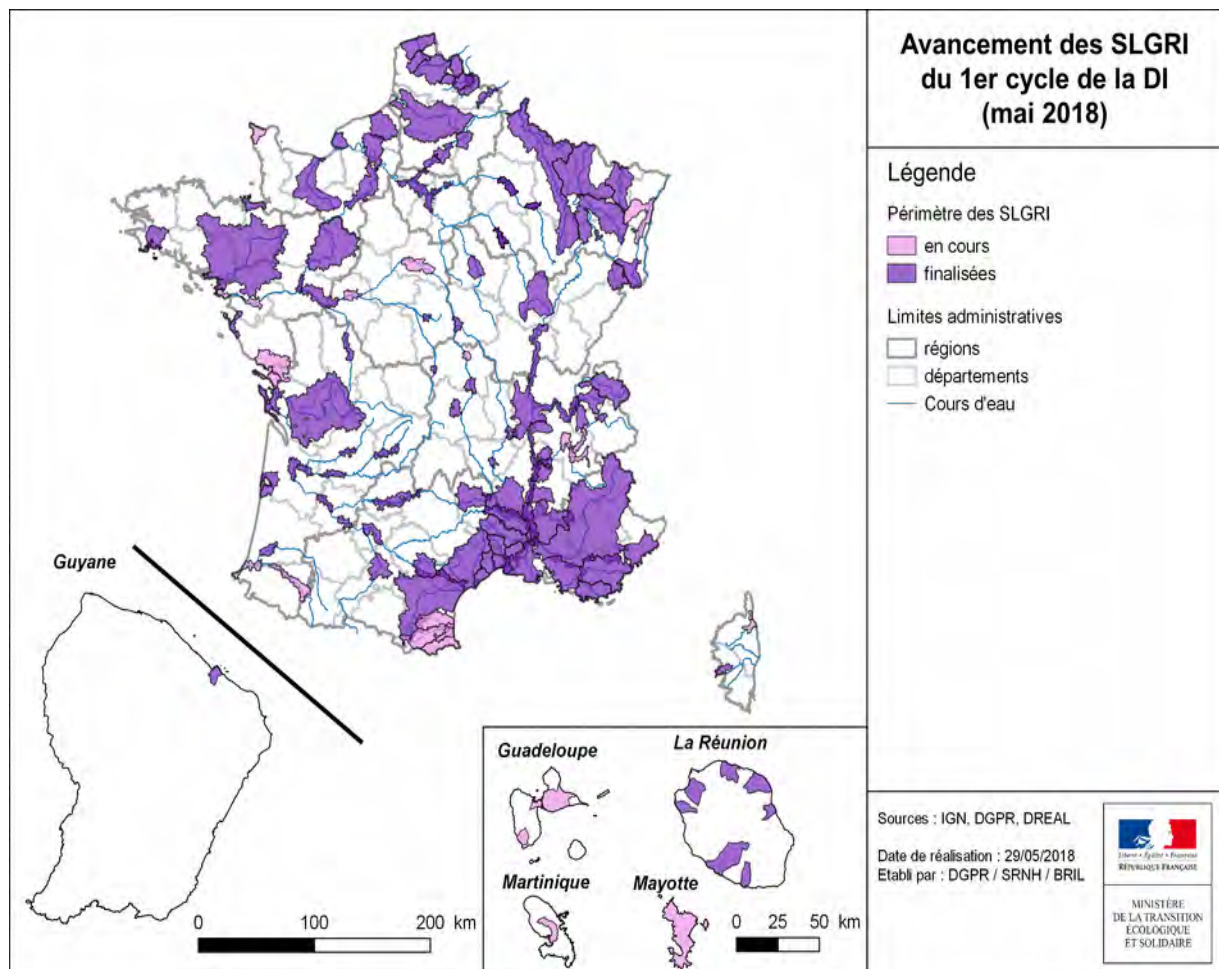 Avancement des SLGRI
du 1er cycle de la DI
(mai 2018)
Légende
Périmètre des SLGRI
en cours
finalisées
Limites administratives
régions
départements
Cours d'eau
Guyane
Guadeloupe
La Réunion
Martinique
Mayotte
0 100 200 km
0 25 50 km
Sources : IGN, DGPR, DREAL
Date de réalisation : 29/05/2018
Etabli par : DGPR / SRNH / BRIL
Liberté • Égalité • Fraternité
RÉPUBLIQUE FRANÇAISE
MINISTÈRE
DE LA TRANSITION
ÉCOLOGIQUE
ET SOLIDAIRE